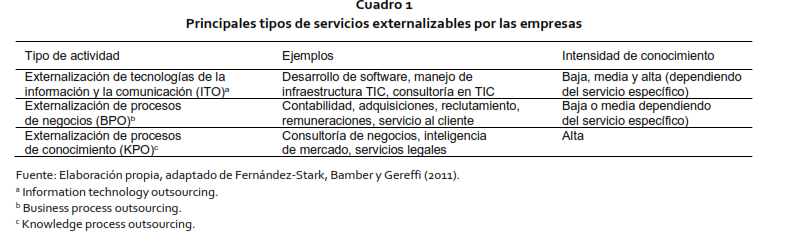 Cuadro 1
Principales tipos de servicios externalizables por las empresas
Tipo de actividad Ejemplos Intensidad de conocimiento
Externalización de tecnologías de la Desarrollo de software, manejo de Baja, media y alta (dependiendo
información y la comunicación (ITO)ᵃ infraestructura TIC, consultoría en TIC del servicio específico)
Externalización de procesos Contabilidad, adquisiciones, reclutamiento, Baja o media dependiendo
de negocios (BPO)ᵇ remuneraciones, servicio al cliente del servicio específico)
Externalización de procesos Consultoría de negocios, inteligencia Alta
de conocimiento (KPO)ᶜ de mercado, servicios legales
Fuente: Elaboración propia, adaptado de Fernández-Stark, Bamber y Gereffi (2011).
ᵃ Information technology outsourcing.
ᵇ Business process outsourcing.
ᶜ Knowledge process outsourcing.